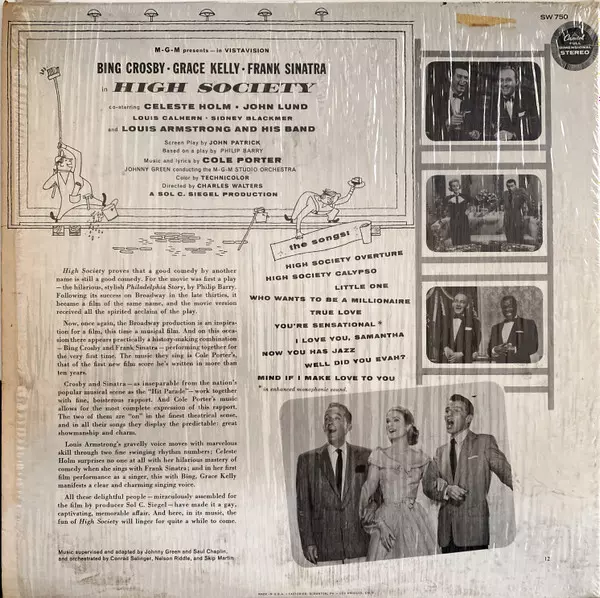 SW 750
Capitol
FULL
DIMENSIONAL
STEREO
M-G-M presents—in VISTAVISION
BING CROSBY · GRACE KELLY · FRANK SINATRA
in HIGH SOCIETY
co-starring CELESTE HOLM · JOHN LUND
LOUIS CALHERN · SIDNEY BLACKMER
and LOUIS ARMSTRONG AND HIS BAND
Screen Play by JOHN PATRICK
Based on a play by PHILIP BARRY
Music and lyrics by COLE PORTER
JOHNNY GREEN conducting the M-G-M STUDIO ORCHESTRA
Color by TECHNICOLOR
Directed by CHARLES WALTERS
A SOL C. SIEGEL PRODUCTION
the songs!
HIGH SOCIETY OVERTURE
HIGH SOCIETY CALYPSO
LITTLE ONE
WHO WANTS TO BE A MILLIONAIRE
TRUE LOVE
YOU'RE SENSATIONAL*
I LOVE YOU, SAMANTHA
NOW YOU HAS JAZZ
WELL DID YOU EVAH?
MIND IF I MAKE LOVE TO YOU
*in enhanced monophonic sound.
High Society proves that a good comedy by another
name is still a good comedy. For the movie was first a play
—the hilarious, stylish Philadelphia Story, by Philip Barry.
Following its success on Broadway in the late thirties, it
became a film of the same name, and the movie version
received all the spirited acclaim of the play.
Now, once again, the Broadway production is an inspira-
tion for a film, this time a musical film. And on this occa-
sion there appears practically a history-making combination
—Bing Crosby and Frank Sinatra—performing together for
the very first time. The music they sing is Cole Porter's,
that of the first new film score he's written in more than
ten years.
Crosby and Sinatra—as inseparable from the nation's
popular musical scene as the "Hit Parade"—work together
with fine, boisterous rapport. And Cole Porter's music
allows for the most complete expression of this rapport.
The two of them are "on" in the finest theatrical sense,
and in all their songs they display the predictable: great
showmanship and charm.
Louis Armstrong's gravelly voice moves with marvelous
skill through two fine swinging rhythm numbers; Celeste
Holm surprises no one at all with her hilarious mastery of
comedy when she sings with Frank Sinatra; and in her first
performance as a singer, this with Bing, Grace Kelly
manifests a clear and charming singing voice.
All these delightful people—miraculously assembled for
the film by producer Sol C. Siegel—have made it a gay,
captivating, memorable affair. And here, in its music, the
fun of High Society will linger for quite a while to come.
Music supervised and adapted by Johnny Green and Saul Chaplin,
and orchestrated by Conrad Salinger, Nelson Riddle, and Skip Martin.
12